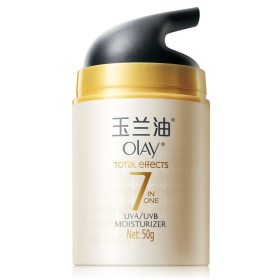 玉兰油®
OLAY®
TOTAL EFFECTS
7 IN ONE
UVA/UVB
MOISTURIZER
Net: 50g